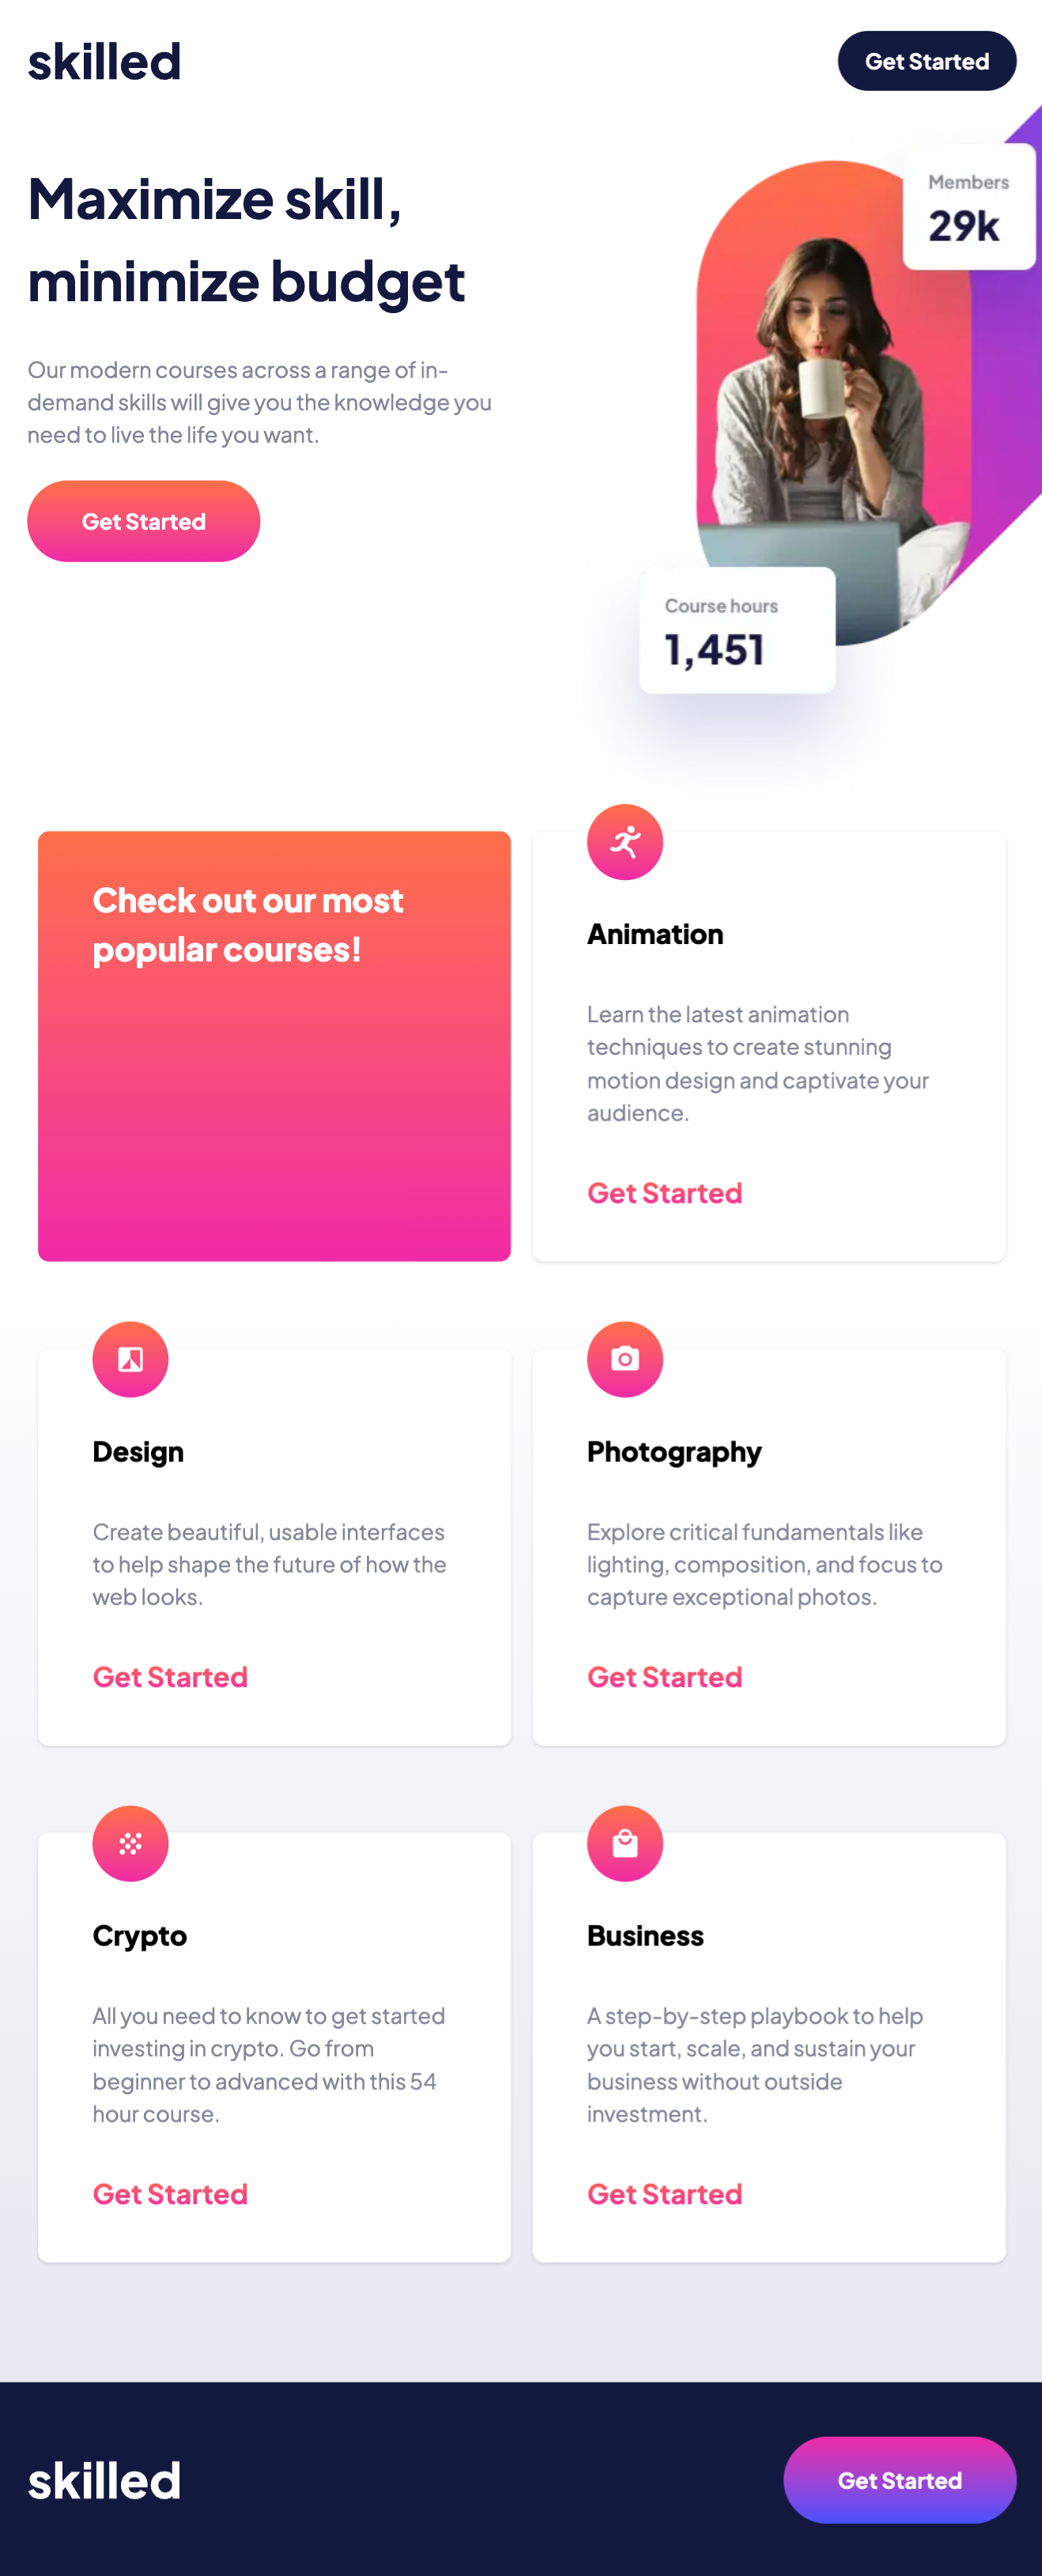 skilled
Get Started
Maximize skill,
minimize budget
Our modern courses across a range of in-
demand skills will give you the knowledge you
need to live the life you want.
Get Started
Members
29k
Course hours
1,451
Check out our most
popular courses!
Animation
Learn the latest animation
techniques to create stunning
motion design and captivate your
audience.
Get Started
Design
Create beautiful, usable interfaces
to help shape the future of how the
web looks.
Get Started
Photography
Explore critical fundamentals like
lighting, composition, and focus to
capture exceptional photos.
Get Started
Crypto
All you need to know to get started
investing in crypto. Go from
beginner to advanced with this 54
hour course.
Get Started
Business
A step-by-step playbook to help
you start, scale, and sustain your
business without outside
investment.
Get Started
skilled
Get Started